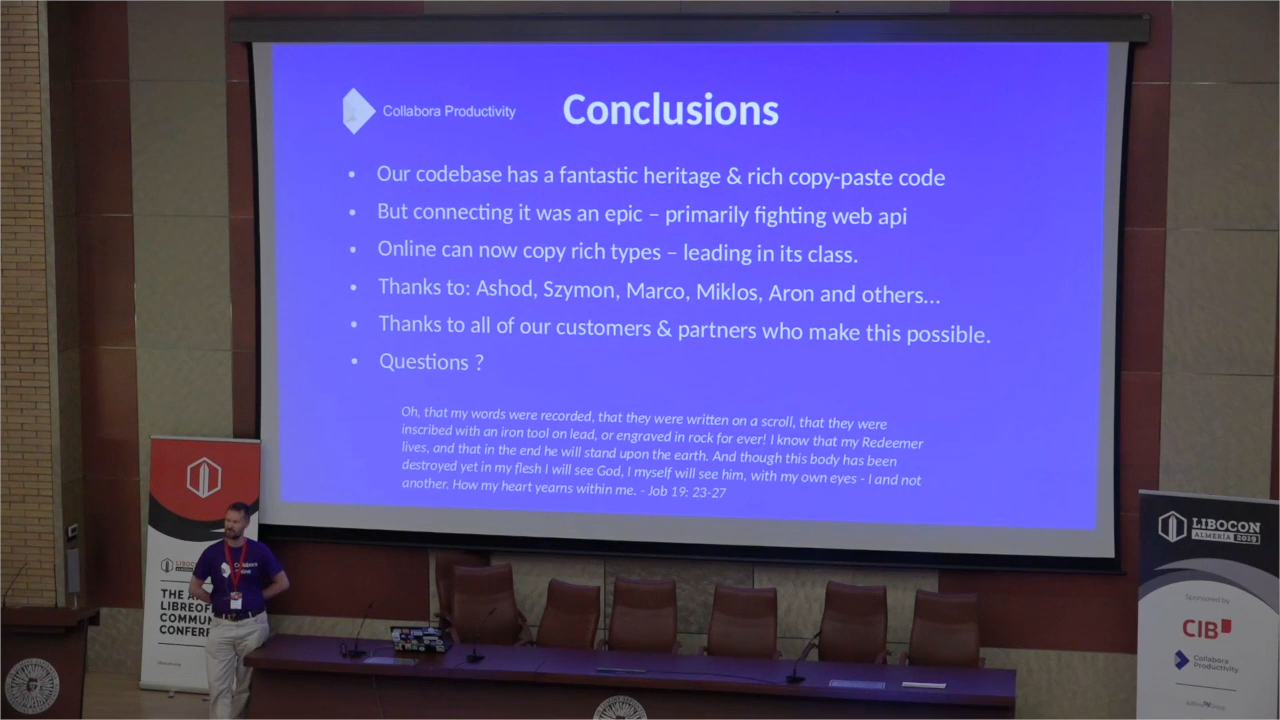 Collabora Productivity
Conclusions
• Our codebase has a fantastic heritage & rich copy-paste code
• But connecting it was an epic – primarily fighting web api
• Online can now copy rich types – leading in its class.
• Thanks to: Ashod, Szymon, Marco, Miklos, Aron and others...
• Thanks to all of our customers & partners who make this possible.
• Questions ?
Oh, that my words were recorded, that they were written on a scroll, that they were
inscribed with an iron tool on lead, or engraved in rock for ever! I know that my Redeemer
lives, and that in the end he will stand upon the earth. And though this body has been
destroyed yet in my flesh I will see God, I myself will see him, with my own eyes - I and not
another. How my heart yearns within me. - Job 19: 23-27
THE
LIBREOF
COMMUN
CONFER
Collabora
LIBOCON
ALMERÍA 2019
Sponsored by
CIB
Collabora
Productivity